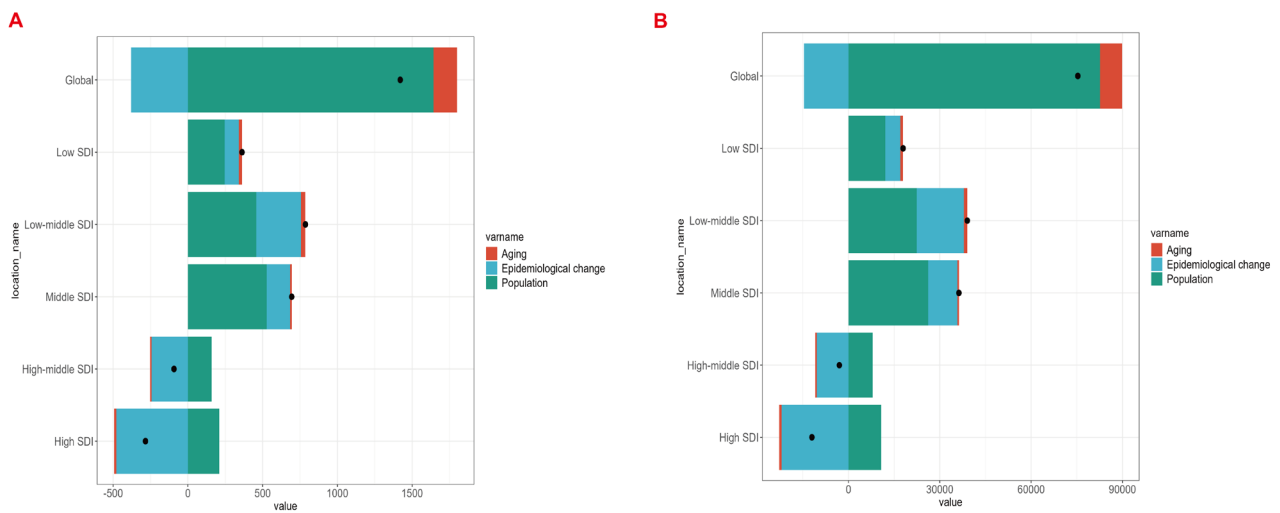 A
Global
Low SDI
Low-middle SDI
Middle SDI
High-middle SDI
High SDI
location_name
-500
0
500
1000
1500
value
varname
Aging
Epidemiological change
Population
B
Global
Low SDI
Low-middle SDI
Middle SDI
High-middle SDI
High SDI
location_name
0
30000
60000
90000
value
varname
Aging
Epidemiological change
Population